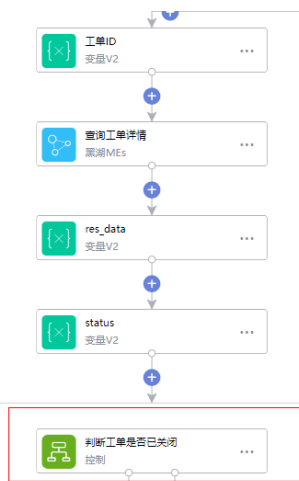 工单ID
变量V2
查询工单详情
黑湖MEs
res_data
变量V2
status
变量V2
判断工单是否已关闭
控制